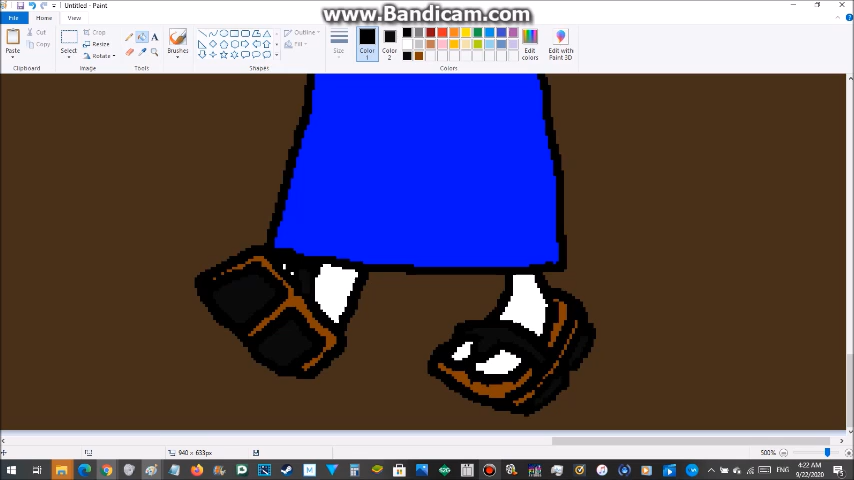 www.Bandicam.com
Untitled - Paint
File
Home
View
Paste
Cut
Copy
Clipboard
Select
Crop
Resize
Rotate
Image
Tools
Brushes
Shapes
Outline
Fill
Size
Color
1
Color
2
Colors
Edit
colors
Edit with
Paint 3D
940 × 633px
500%
ENG
4:22 AM
9/22/2020